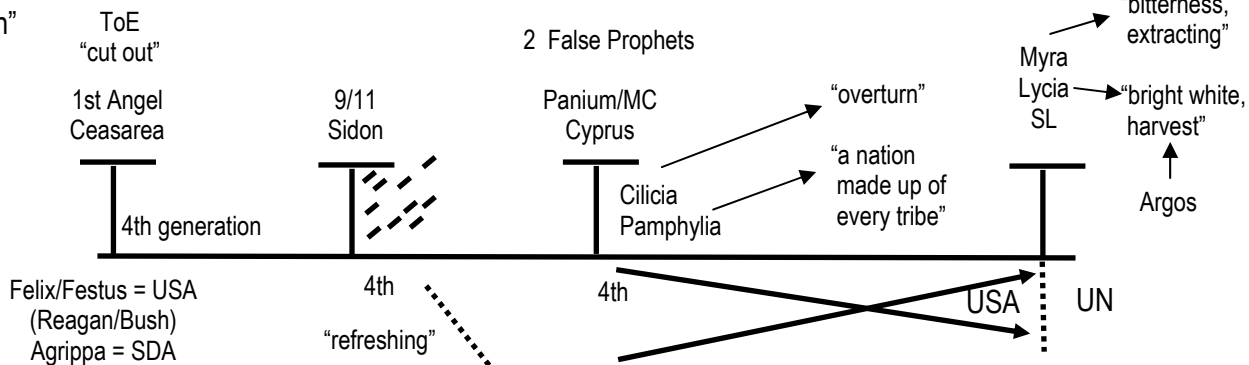 n”
ToE
“cut out”
1st Angel
Ceasarea
4th generation
Felix/Festus = USA
(Reagan/Bush)
Agrippa = SDA
9/11
Sidon
4th
“refreshing”
2 False Prophets
Panium/MC
Cyprus
Cilicia
Pamphylia
4th
“overturn”
“a nation
made up of
every tribe”
Myra
Lycia
SL
bitterness,
extracting”
“bright white,
harvest”
Argos
USA
UN